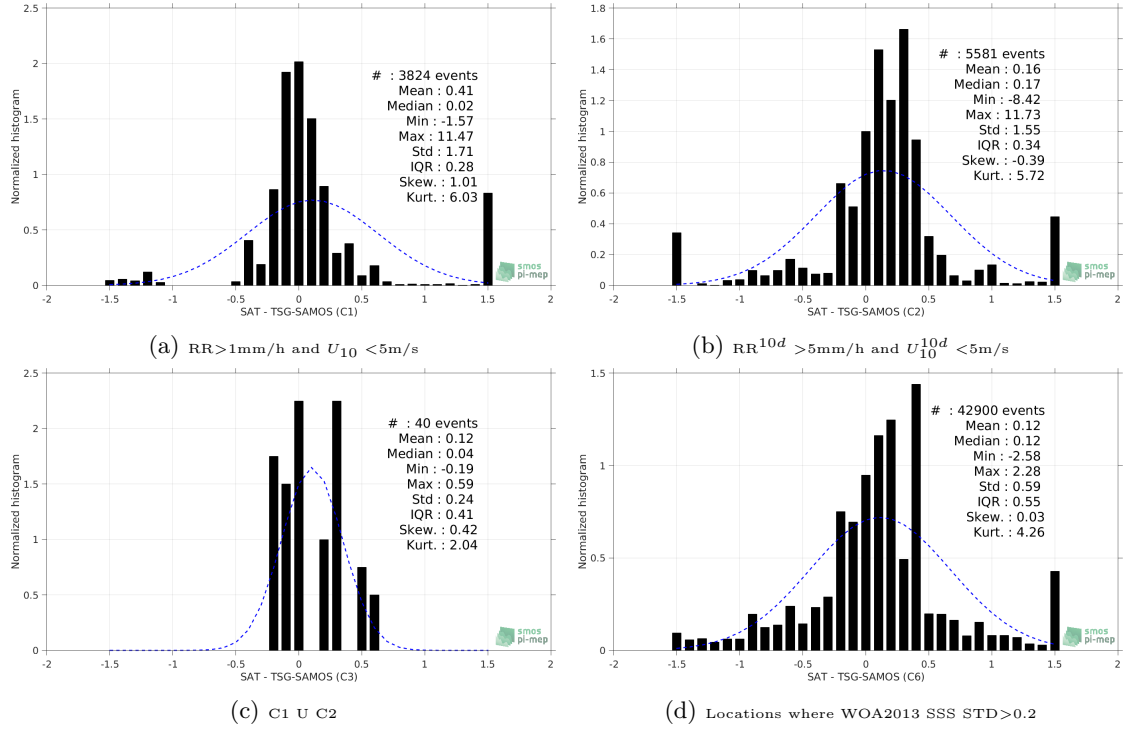 2.5
2
1.5
1
0.5
0
Normalized histogram
# : 3824 events
Mean : 0.41
Median : 0.02
Min : -1.57
Max : 11.47
Std : 1.71
IQR : 0.28
Skew. : 1.01
Kurt. : 6.03
smos
pi-mep
-2 -1.5 -1 -0.5 0 0.5 1 1.5 2
SAT - TSG-SAMOS (C1)
(a) RR>1mm/h and U10 <5m/s
1.8
1.6
1.4
1.2
1
0.8
0.6
0.4
0.2
0
Normalized histogram
# : 5581 events
Mean : 0.16
Median : 0.17
Min : -8.42
Max : 11.73
Std : 1.55
IQR : 0.34
Skew. : -0.39
Kurt. : 5.72
smos
pi-mep
-2 -1.5 -1 -0.5 0 0.5 1 1.5 2
SAT - TSG-SAMOS (C2)
(b) RR^10d >5mm/h and U10^10d <5m/s
2.5
2
1.5
1
0.5
0
Normalized histogram
# : 40 events
Mean : 0.12
Median : 0.04
Min : -0.19
Max : 0.59
Std : 0.24
IQR : 0.41
Skew. : 0.42
Kurt. : 2.04
smos
pi-mep
-2 -1.5 -1 -0.5 0 0.5 1 1.5 2
SAT - TSG-SAMOS (C3)
(c) C1 U C2
1.5
1
0.5
0
Normalized histogram
# : 42900 events
Mean : 0.12
Median : 0.12
Min : -2.58
Max : 2.28
Std : 0.59
IQR : 0.55
Skew. : 0.03
Kurt. : 4.26
smos
pi-mep
-2 -1.5 -1 -0.5 0 0.5 1 1.5 2
SAT - TSG-SAMOS (C6)
(d) Locations where WOA2013 SSS STD>0.2